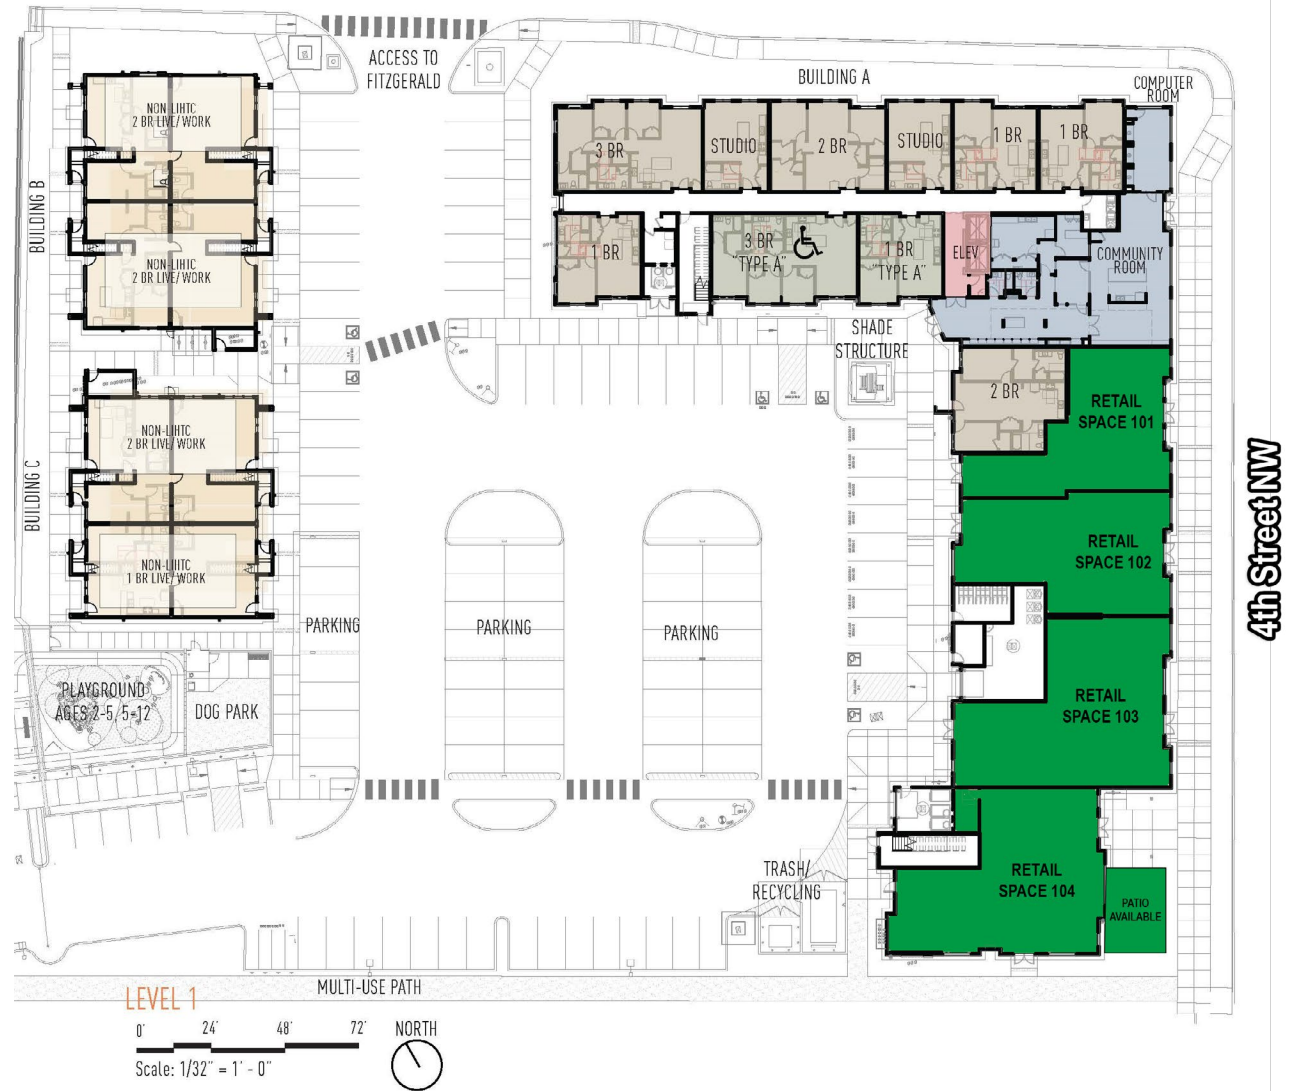 ACCESS TO
FITZGERALD
BUILDING A
COMPUTER
ROOM
NON-LIHTC
2 BR LIVE/WORK
3 BR
STUDIO
2 BR
STUDIO
1 BR
1 BR
BUILDING B
NON-LIHTC
2 BR LIVE/WORK
1 BR
3 BR
"TYPE A"
1 BR
"TYPE A"
ELEV
COMMUNITY
ROOM
SHADE
STRUCTURE
2 BR
RETAIL
SPACE 101
NON-LIHTC
2 BR LIVE/WORK
BUILDING C
RETAIL
SPACE 102
4th Street NW
NON-LIHTC
1 BR LIVE/WORK
PARKING
PARKING
PARKING
PLAYGROUND
AGES 2-5, 5-12
DOG PARK
RETAIL
SPACE 103
TRASH/
RECYCLING
RETAIL
SPACE 104
PATIO
AVAILABLE
MULTI-USE PATH
LEVEL 1
0' 24' 48' 72'
Scale: 1/32" = 1' - 0"
NORTH